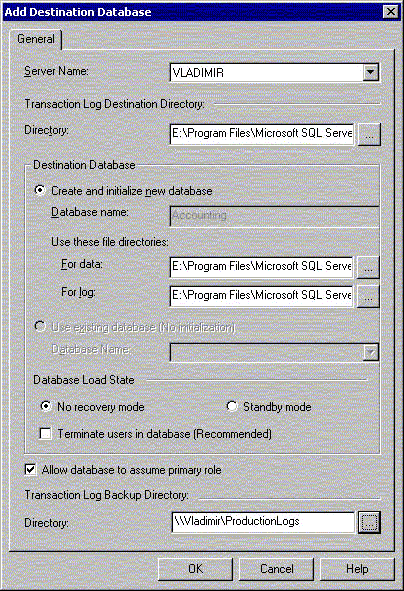 Add Destination Database
General
Server Name: VLADIMIR
Transaction Log Destination Directory:
Directory: E:\Program Files\Microsoft SQL Serve ...
Destination Database
Create and initialize new database
Database name: Accounting
Use these file directories:
For data: E:\Program Files\Microsoft SQL Serve ...
For log: E:\Program Files\Microsoft SQL Serve ...
Use existing database (No initialization)
Database Name:
Database Load State
No recovery mode Standby mode
Terminate users in database (Recommended)
Allow database to assume primary role
Transaction Log Backup Directory:
Directory: \\Vladimir\ProductionLogs ...
OK Cancel Help